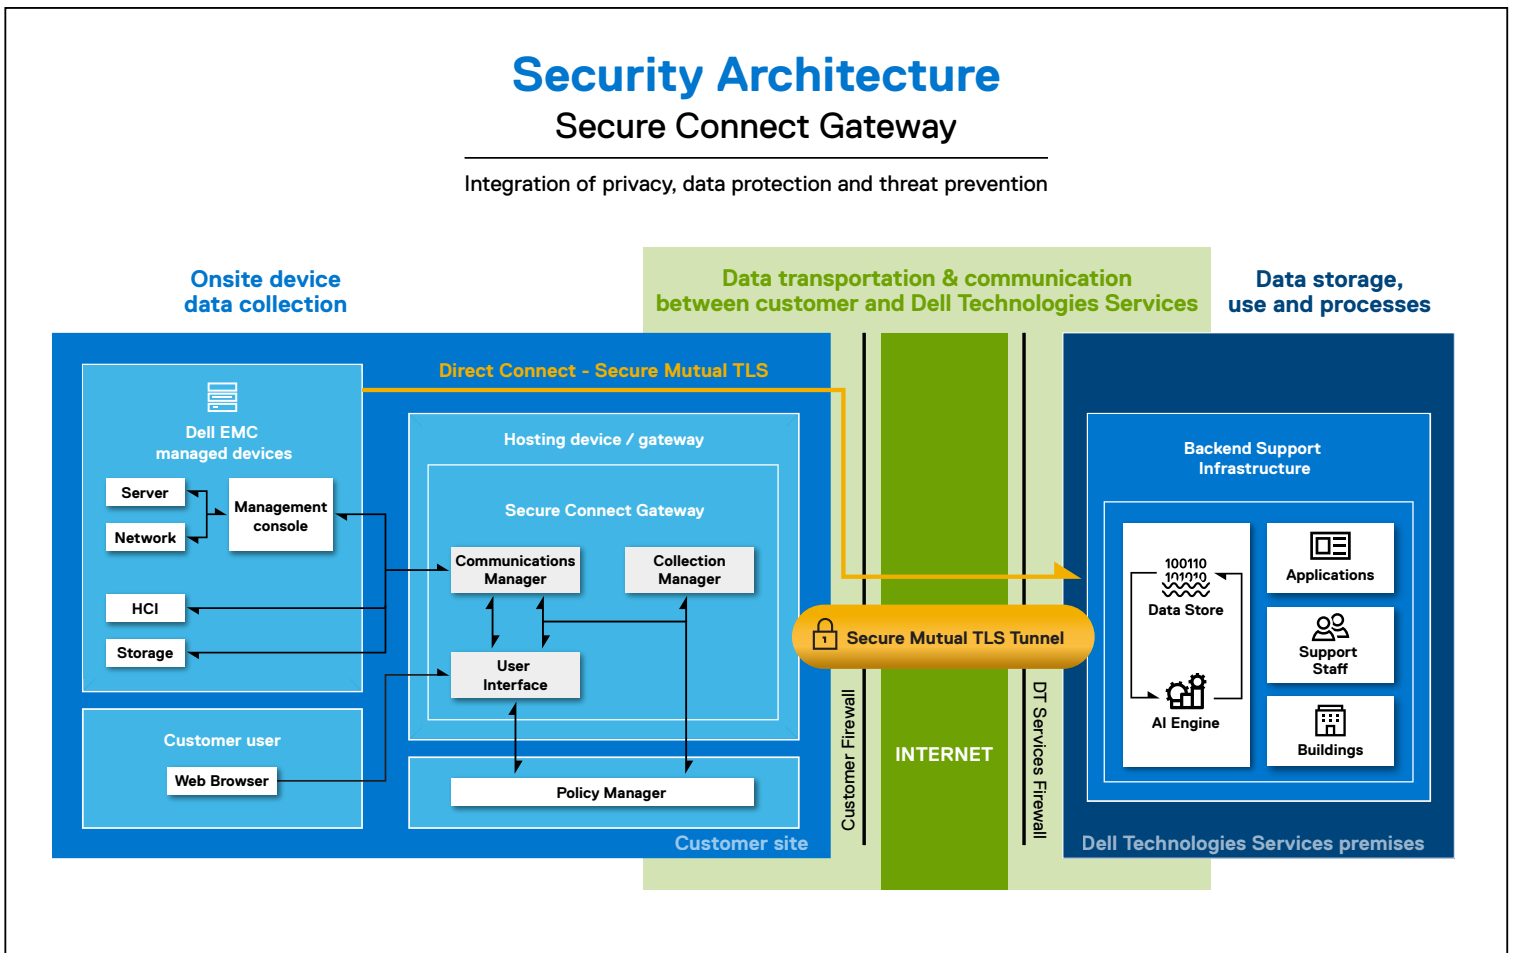 Security Architecture
Secure Connect Gateway
Integration of privacy, data protection and threat prevention
Onsite device
data collection
Data transportation & communication
between customer and Dell Technologies Services
Data storage,
use and processes
Direct Connect - Secure Mutual TLS
Dell EMC
managed devices
Server
Network
Management
console
HCI
Storage
Customer user
Web Browser
Hosting device / gateway
Secure Connect Gateway
Communications
Manager
Collection
Manager
User
Interface
Policy Manager
Customer site
1
Secure Mutual TLS Tunnel
Customer Firewall
INTERNET
DT Services Firewall
Backend Support
Infrastructure
100110
101010
Data Store
AI Engine
Applications
Support
Staff
Buildings
Dell Technologies Services premises